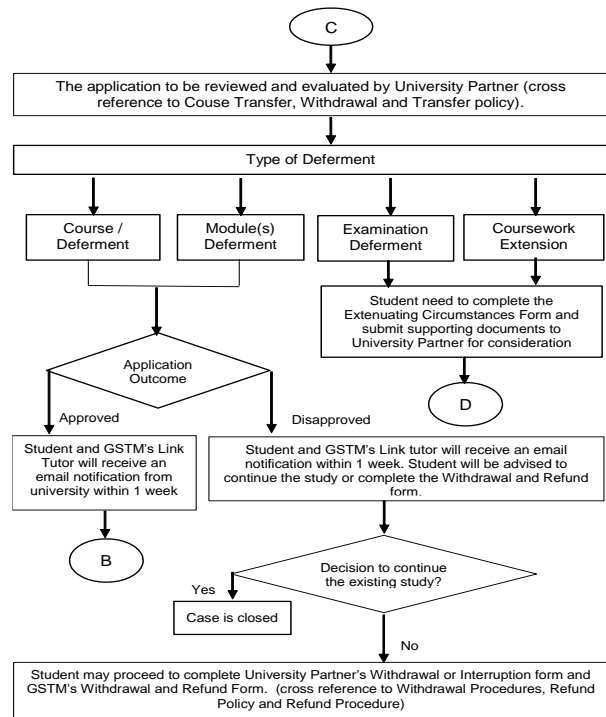 C
The application to be reviewed and evaluated by University Partner (cross
reference to Couse Transfer, Withdrawal and Transfer policy).
Type of Deferment
Course /
Deferment
Module(s)
Deferment
Examination
Deferment
Coursework
Extension
Student need to complete the
Extenuating Circumstances Form and
submit supporting documents to
University Partner for consideration
Application
Outcome
D
Approved
Disapproved
Student and GSTM's Link
Tutor will receive an
email notification from
university within 1 week
Student and GSTM's Link tutor will receive an email
notification within 1 week. Student will be advised to
continue the study or complete the Withdrawal and Refund
form.
B
Decision to continue
the existing study?
Yes
Case is closed
No
Student may proceed to complete University Partner's Withdrawal or Interruption form and
GSTM's Withdrawal and Refund Form.  (cross reference to Withdrawal Procedures, Refund
Policy and Refund Procedure)